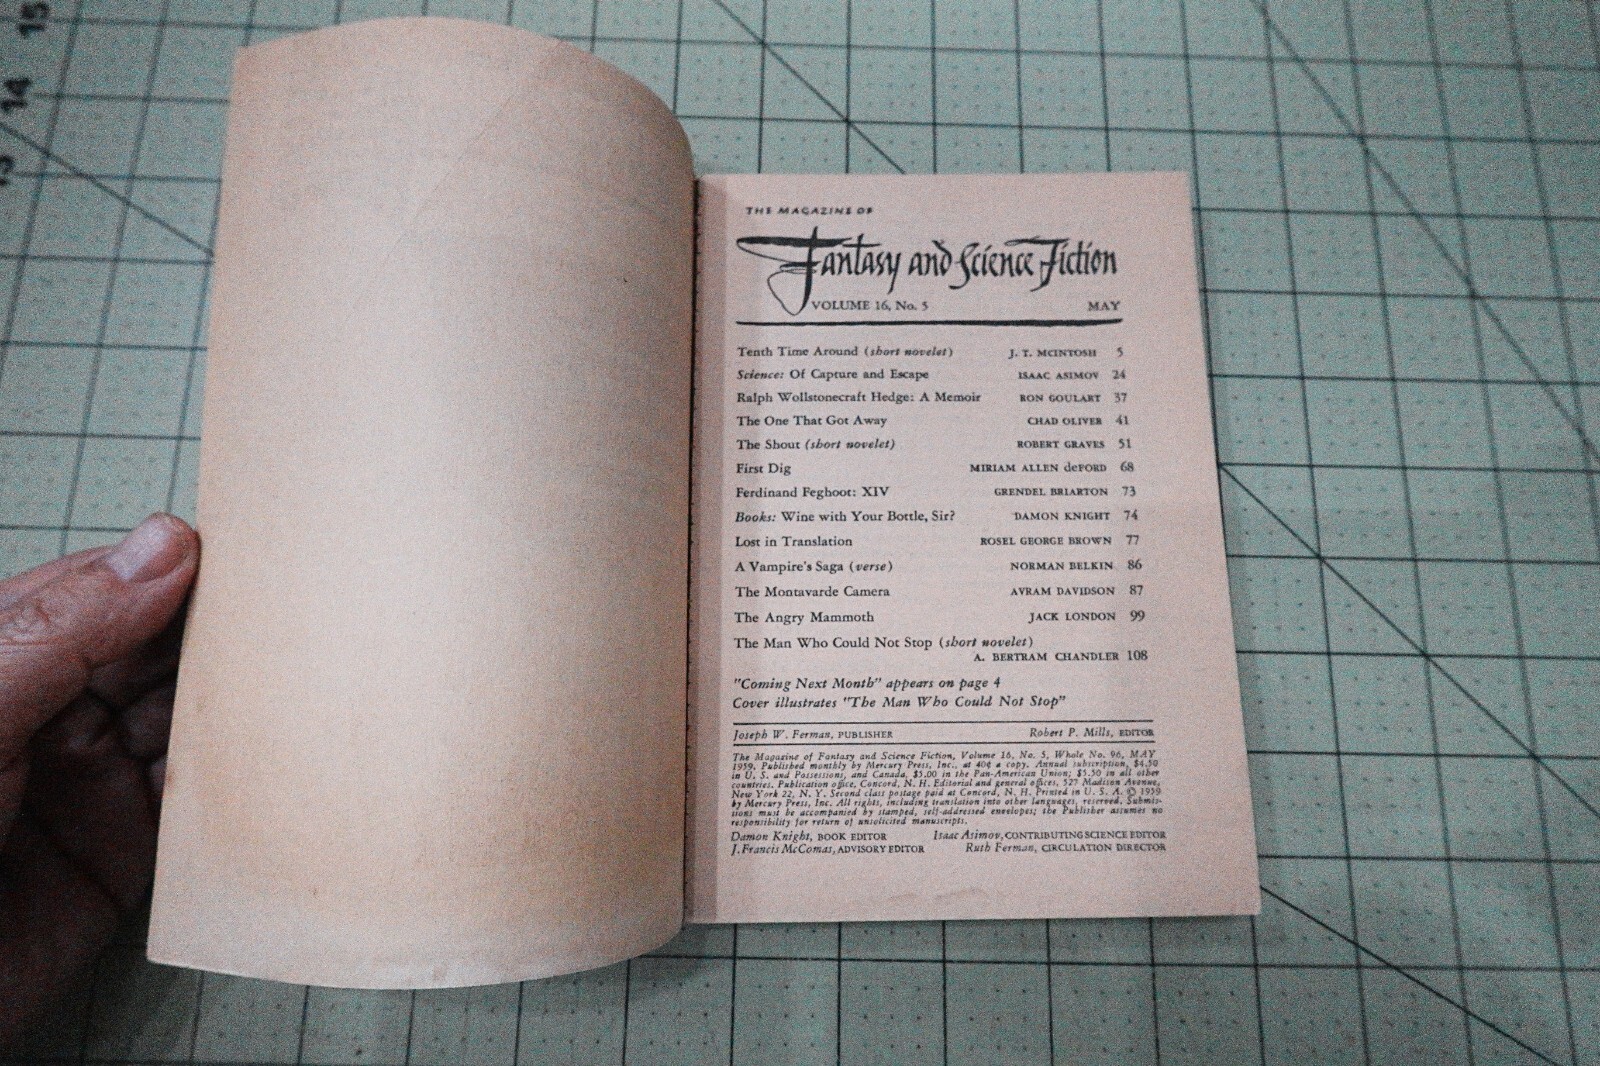 15
14
13
THE MAGAZINE OF
Fantasy and Science Fiction
VOLUME 16, No. 5 MAY
Tenth Time Around (short novelet) J. T. MCINTOSH 5
Science: Of Capture and Escape ISAAC ASIMOV 24
Ralph Wollstonecraft Hedge: A Memoir RON GOULART 37
The One That Got Away CHAD OLIVER 41
The Shout (short novelet) ROBERT GRAVES 51
First Dig MIRIAM ALLEN deFORD 68
Ferdinand Feghoot: XIV GRENDEL BRIARTON 73
Books: Wine with Your Bottle, Sir? DAMON KNIGHT 74
Lost in Translation ROSEL GEORGE BROWN 77
A Vampire's Saga (verse) NORMAN BELKIN 86
The Montavarde Camera AVRAM DAVIDSON 87
The Angry Mammoth JACK LONDON 99
The Man Who Could Not Stop (short novelet)
A. BERTRAM CHANDLER 108
"Coming Next Month" appears on page 4
Cover illustrates "The Man Who Could Not Stop"
Joseph W. Ferman, PUBLISHER Robert P. Mills, EDITOR
The Magazine of Fantasy and Science Fiction, Volume 16, No. 5, Whole No. 96, MAY
1959. Published monthly by Mercury Press, Inc., at 40¢ a copy. Annual subscription, $4.50
in U. S. and Possessions, and Canada, $5.00 in the Pan-American Union; $5.50 in all other
countries. Publication office, Concord, N. H. Editorial and general offices, 527 Madison Avenue,
New York 22, N. Y. Second class postage paid at Concord, N. H. Printed in U. S. A. © 1959
by Mercury Press, Inc. All rights, including translation into other languages, reserved. Submis-
sions must be accompanied by stamped, self-addressed envelopes; the Publisher assumes no
responsibility for return of unsolicited manuscripts.
Damon Knight, BOOK EDITOR Isaac Asimov, CONTRIBUTING SCIENCE EDITOR
J. Francis McComas, ADVISORY EDITOR Ruth Ferman, CIRCULATION DIRECTOR